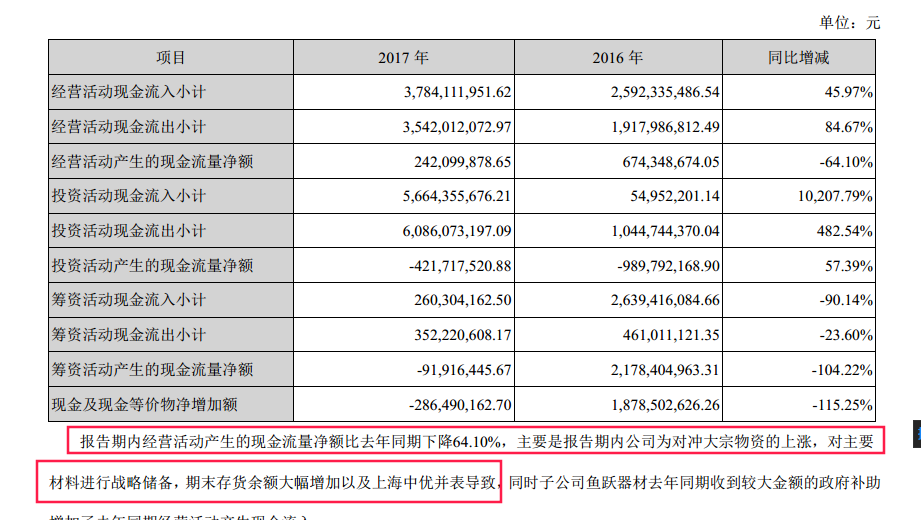 单位：元
项目 2017 年 2016 年 同比增减
经营活动现金流入小计 3,784,111,951.62 2,592,335,486.54 45.97%
经营活动现金流出小计 3,542,012,072.97 1,917,986,812.49 84.67%
经营活动产生的现金流量净额 242,099,878.65 674,348,674.05 -64.10%
投资活动现金流入小计 5,664,355,676.21 54,952,201.14 10,207.79%
投资活动现金流出小计 6,086,073,197.09 1,044,744,370.04 482.54%
投资活动产生的现金流量净额 -421,717,520.88 -989,792,168.90 57.39%
筹资活动现金流入小计 260,304,162.50 2,639,416,084.66 -90.14%
筹资活动现金流出小计 352,220,608.17 461,011,121.35 -23.60%
筹资活动产生的现金流量净额 -91,916,445.67 2,178,404,963.31 -104.22%
现金及现金等价物净增加额 -286,490,162.70 1,878,502,626.26 -115.25%
报告期内经营活动产生的现金流量净额比去年同期下降64.10%，主要是报告期内公司为对冲大宗物资的上涨，对主要
材料进行战略储备，期末存货余额大幅增加以及上海中优并表导致，同时子公司鱼跃器材去年同期收到较大金额的政府补助